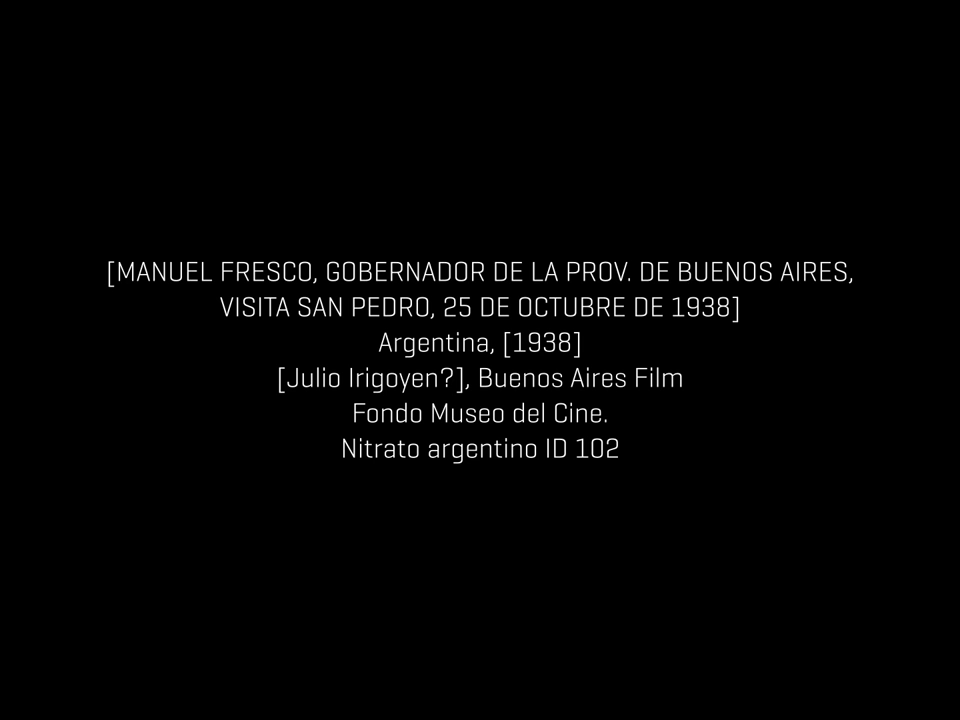 [MANUEL FRESCO, GOBERNADOR DE LA PROV. DE BUENOS AIRES,
VISITA SAN PEDRO, 25 DE OCTUBRE DE 1938]
Argentina, [1938]
[Julio Irigoyen?], Buenos Aires Film
Fondo Museo del Cine.
Nitrato argentino ID 102